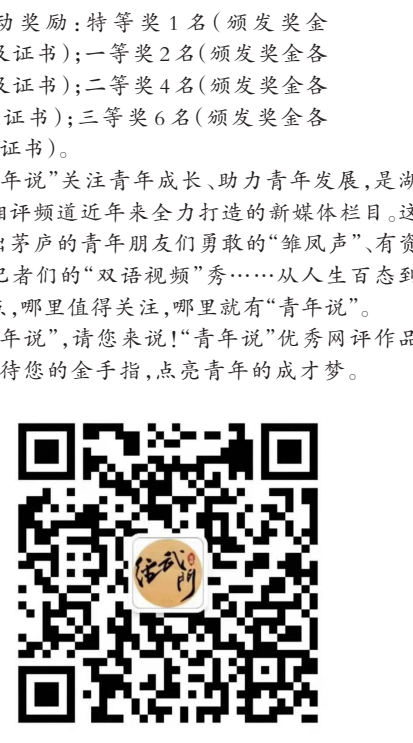 动奖励:特等奖1名(颁发奖金
及证书);一等奖2名(颁发奖金各
及证书);二等奖4名(颁发奖金各
证书);三等奖6名(颁发奖金各
证书)。
年说”关注青年成长、助力青年发展,是湖
湘评频道近年来全力打造的新媒体栏目。这
出茅庐的青年朋友们勇敢的“雏凤声”、有资
记者们的“双语视频”秀……从人生百态到
点,哪里值得关注,哪里就有“青年说”。
年说”,请您来说!“青年说”优秀网评作品
待您的金手指,点亮青年的成才梦。
武門